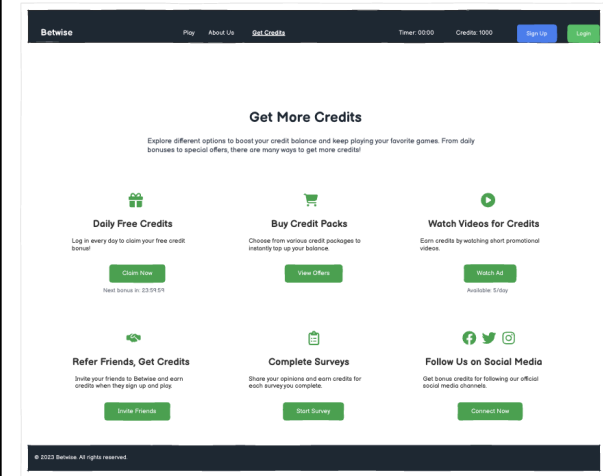 Betwise Play About Us Get Credits Timer: 00:00 Credits: 1000 Sign Up Login
Get More Credits
Explore different options to boost your credit balance and keep playing your favorite games. From daily
bonuses to special offers, there are many ways to get more credits!
Daily Free Credits
Log in every day to claim your free credit
bonus!
Claim Now
Next bonus in: 23:59:59
Buy Credit Packs
Choose from various credit packages to
instantly top up your balance.
View Offers
Watch Videos for Credits
Earn credits by watching short promotional
videos.
Watch Ad
Available: 5/day
Refer Friends, Get Credits
Invite your friends to Betwise and earn
credits when they sign up and play.
Invite Friends
Complete Surveys
Share your opinions and earn credits for
each survey you complete.
Start Survey
Follow Us on Social Media
Get bonus credits for following our official
social media channels.
Connect Now
© 2023 Betwise. All rights reserved.